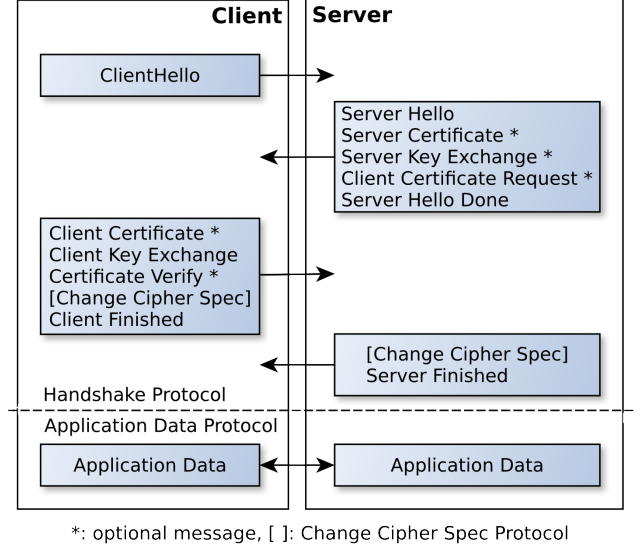 Client
Server
ClientHello
Server Hello
Server Certificate *
Server Key Exchange *
Client Certificate Request *
Server Hello Done
Client Certificate *
Client Key Exchange
Certificate Verify *
[Change Cipher Spec]
Client Finished
[Change Cipher Spec]
Server Finished
Handshake Protocol
Application Data Protocol
Application Data
Application Data
*: optional message, [ ]: Change Cipher Spec Protocol